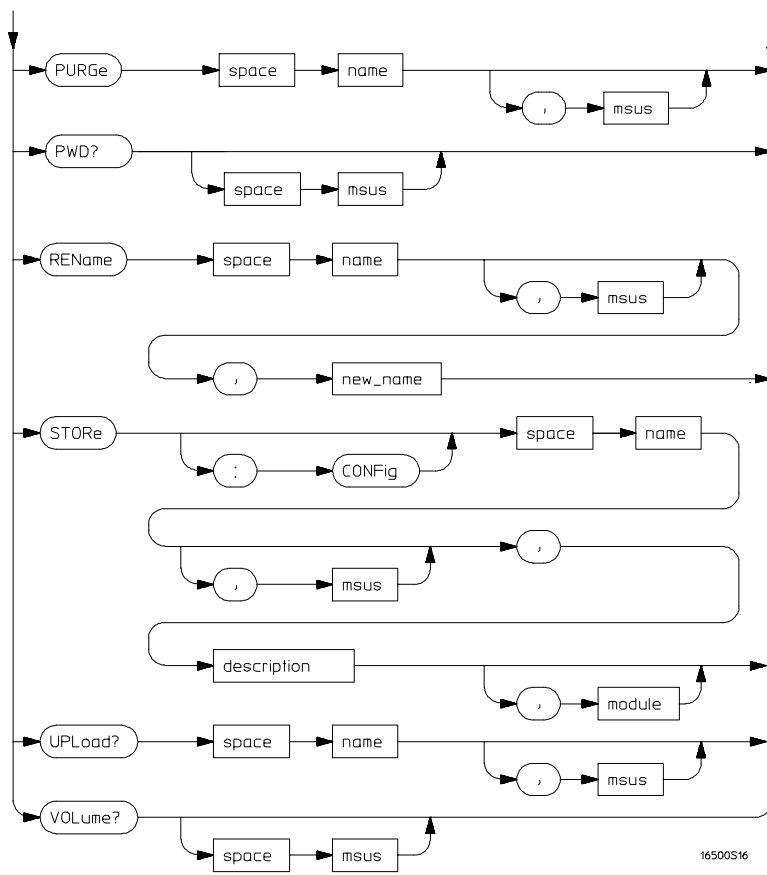 PURGe space name
, msus
PWD?
space msus
REName space name
, msus
, new_name
STORe space name
: CONFig
,
, msus
description
, module
UPLoad? space name
, msus
VOLume?
space msus
16500S16